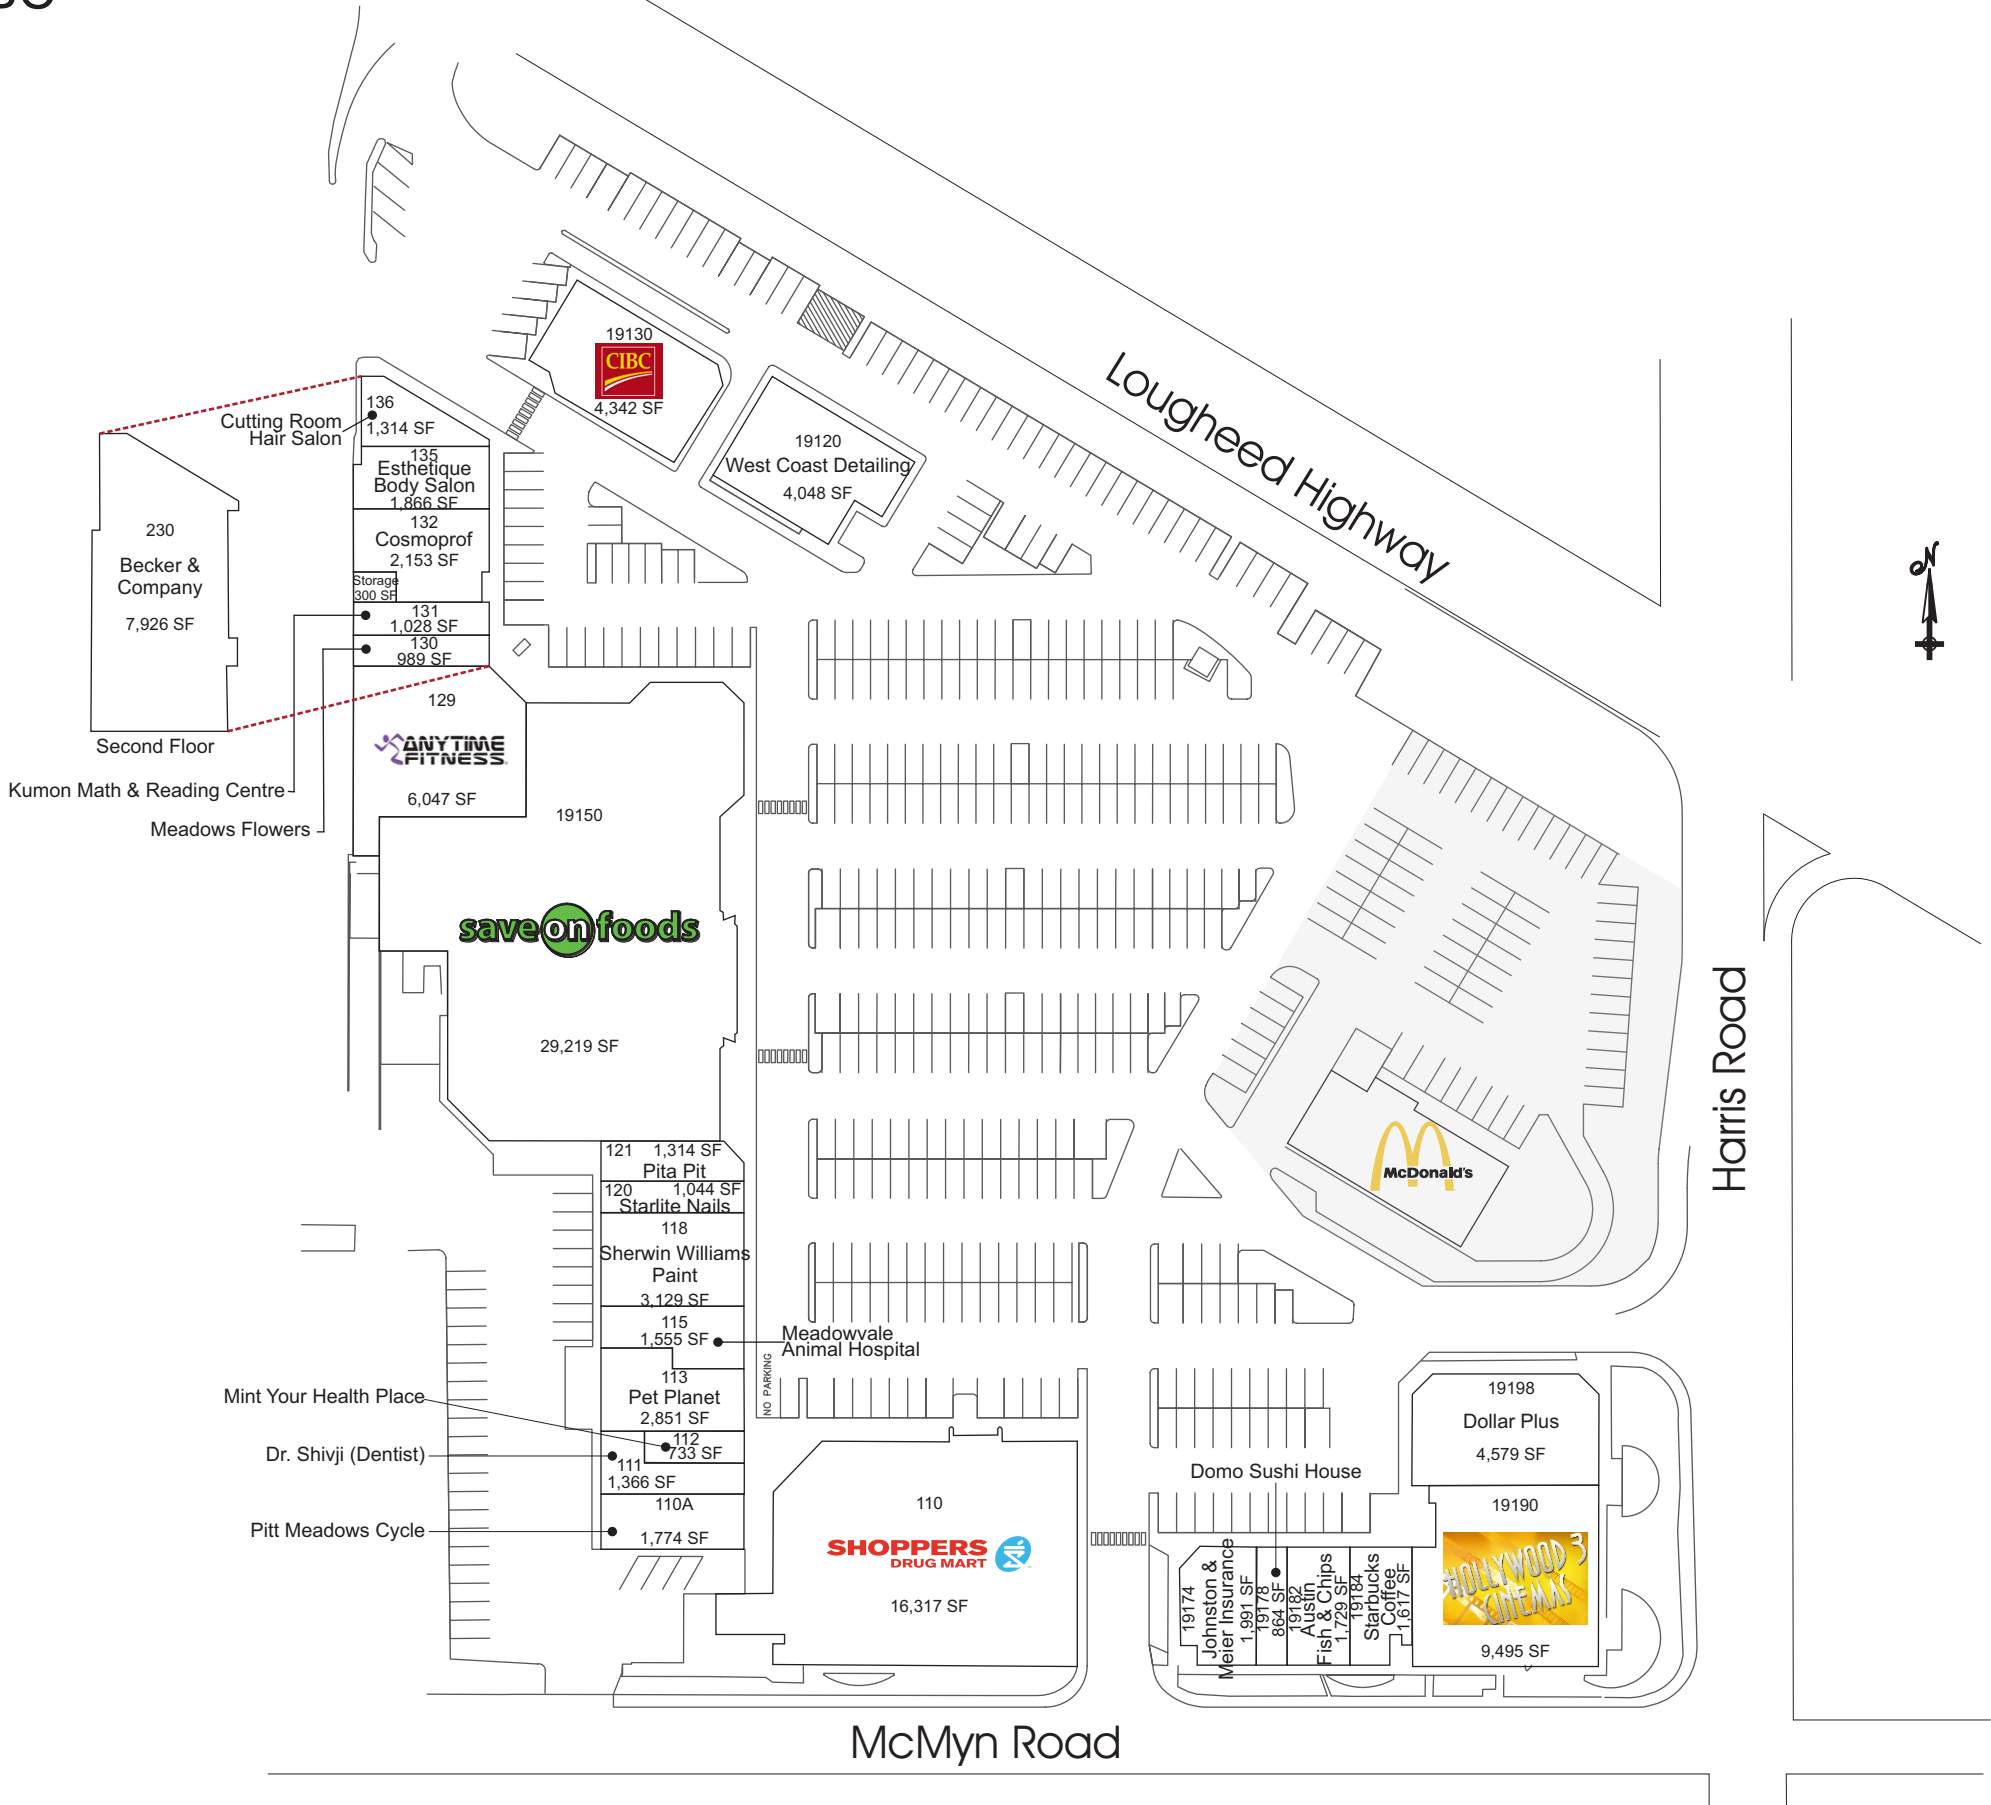 19130
CIBC
4,342 SF
Lougheed Highway
136
1,314 SF
Cutting Room
Hair Salon
135
Esthetique
Body Salon
1,866 SF
19120
West Coast Detailing
4,048 SF
132
Cosmoprof
2,153 SF
230
Becker &
Company
7,926 SF
Second Floor
Storage
300 SF
131
1,028 SF
130
989 SF
N
129
ANYTIME
FITNESS
6,047 SF
Kumon Math & Reading Centre
Meadows Flowers
19150
save on foods
29,219 SF
Harris Road
McDonald's
121 1,314 SF
Pita Pit
120 1,044 SF
Starlite Nails
118
Sherwin Williams
Paint
3,129 SF
115
1,555 SF
Meadowvale
Animal Hospital
NO PARKING
113
Pet Planet
2,851 SF
Mint Your Health Place
112
733 SF
Dr. Shivji (Dentist)
111
1,366 SF
110A
1,774 SF
Pitt Meadows Cycle
110
SHOPPERS
DRUG MART
16,317 SF
19198
Dollar Plus
4,579 SF
Domo Sushi House
19190
HOLLYWOOD 3
CINEMAS
9,495 SF
19174
Johnston &
Meier Insurance
1,991 SF
19178
864 SF
19182
Austin
Fish & Chips
1,729 SF
19184
Starbucks
Coffee
1,617 SF
McMyn Road